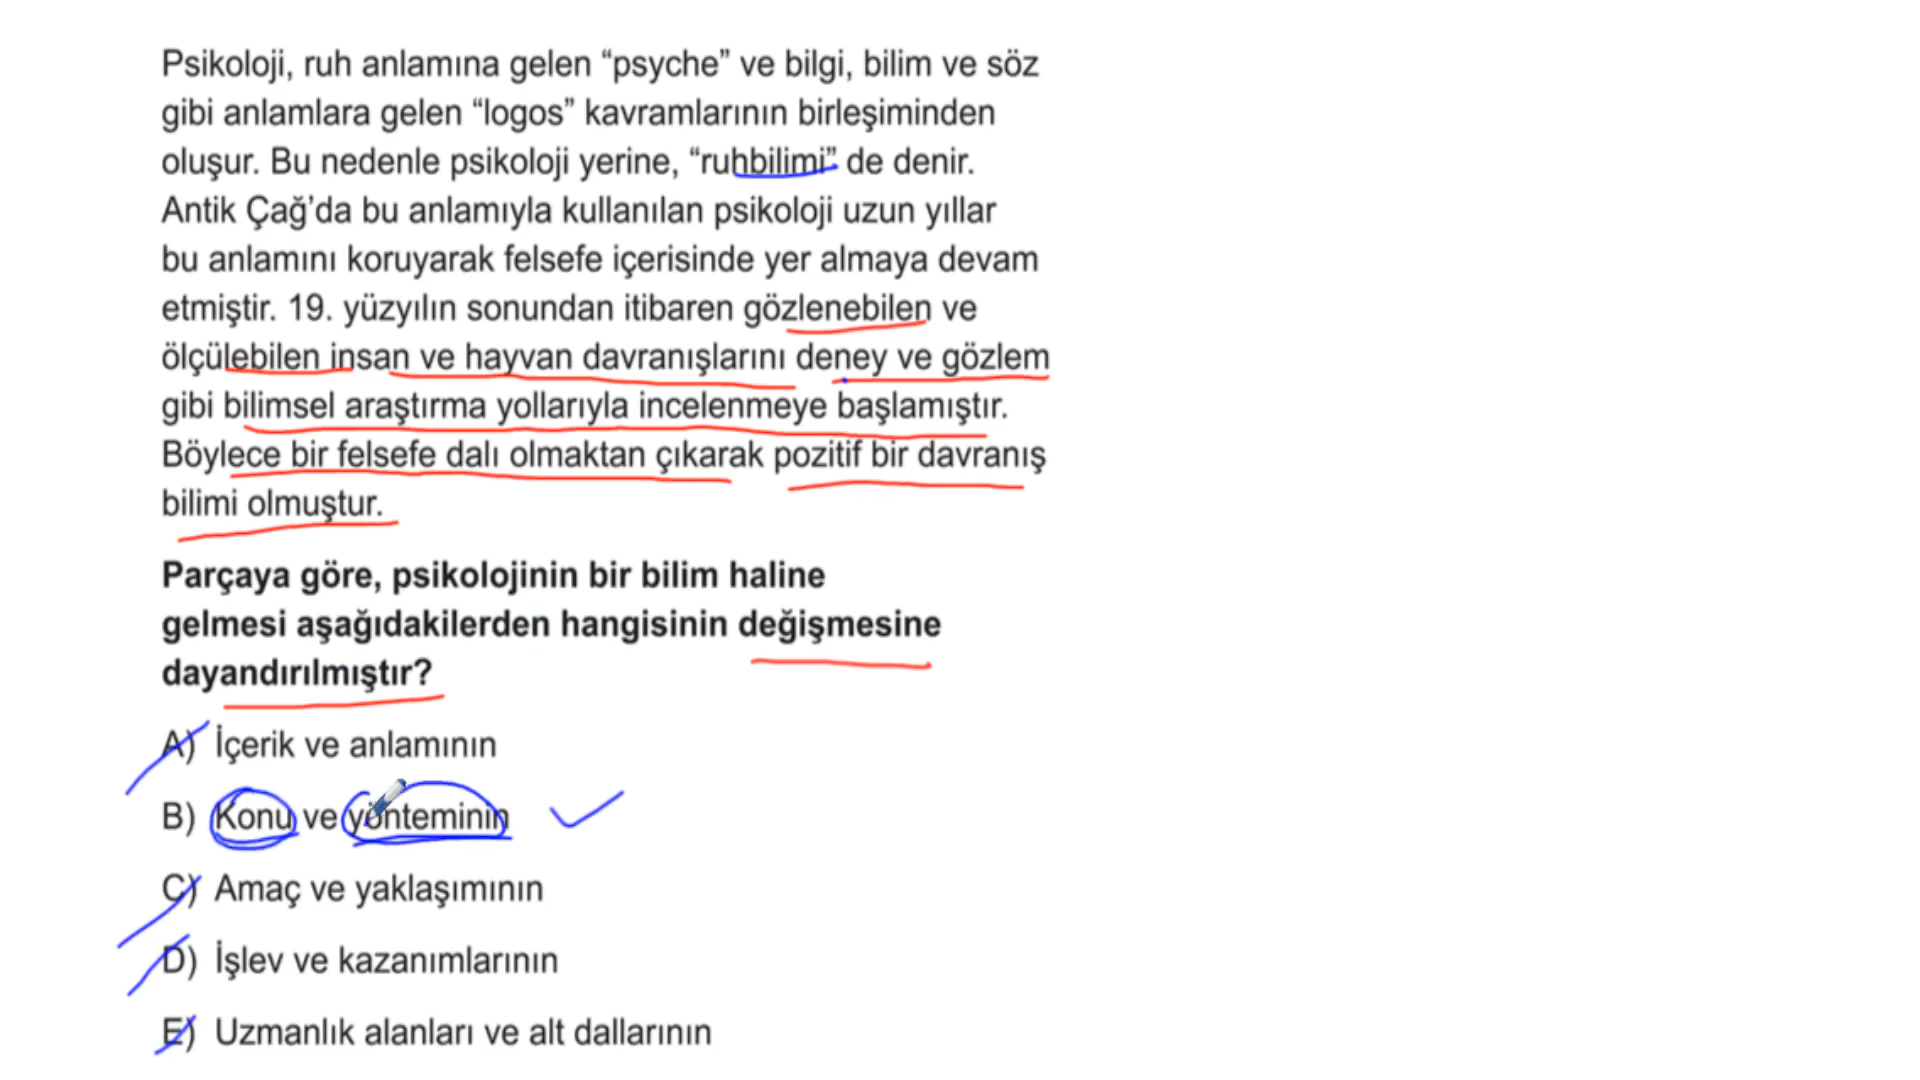 Psikoloji, ruh anlamına gelen “psyche” ve bilgi, bilim ve söz
gibi anlamlara gelen “logos” kavramlarının birleşiminden
oluşur. Bu nedenle psikoloji yerine, “ruhbilimi” de denir.
Antik Çağ’da bu anlamıyla kullanılan psikoloji uzun yıllar
bu anlamını koruyarak felsefe içerisinde yer almaya devam
etmiştir. 19. yüzyılın sonundan itibaren gözlenebilen ve
ölçülebilen insan ve hayvan davranışlarını deney ve gözlem
gibi bilimsel araştırma yollarıyla incelenmeye başlamıştır.
Böylece bir felsefe dalı olmaktan çıkarak pozitif bir davranış
bilimi olmuştur.
Parçaya göre, psikolojinin bir bilim haline
gelmesi aşağıdakilerden hangisinin değişmesine
dayandırılmıştır?
A) İçerik ve anlamının
B) Konu ve yönteminin
C) Amaç ve yaklaşımının
D) İşlev ve kazanımlarının
E) Uzmanlık alanları ve alt dallarının